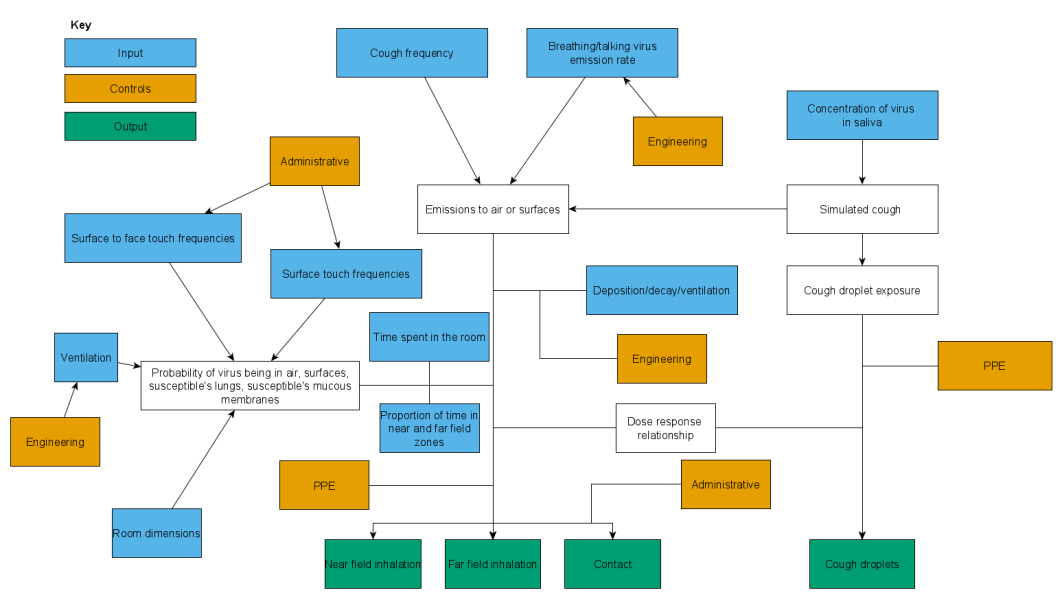 Key
Input
Controls
Output
Cough frequency
Breathing/talking virus
emission rate
Engineering
Concentration of virus
in saliva
Administrative
Emissions to air or surfaces
Simulated cough
Surface to face touch frequencies
Surface touch frequencies
Deposition/decay/ventilation
Cough droplet exposure
Time spent in the room
Ventilation
Engineering
PPE
Probability of virus being in air, surfaces,
susceptible's lungs, susceptible's mucous
membranes
Proportion of time in
near and far field
zones
Dose response
relationship
Engineering
PPE
Administrative
Room dimensions
Near field inhalation
Far field inhalation
Contact
Cough droplets